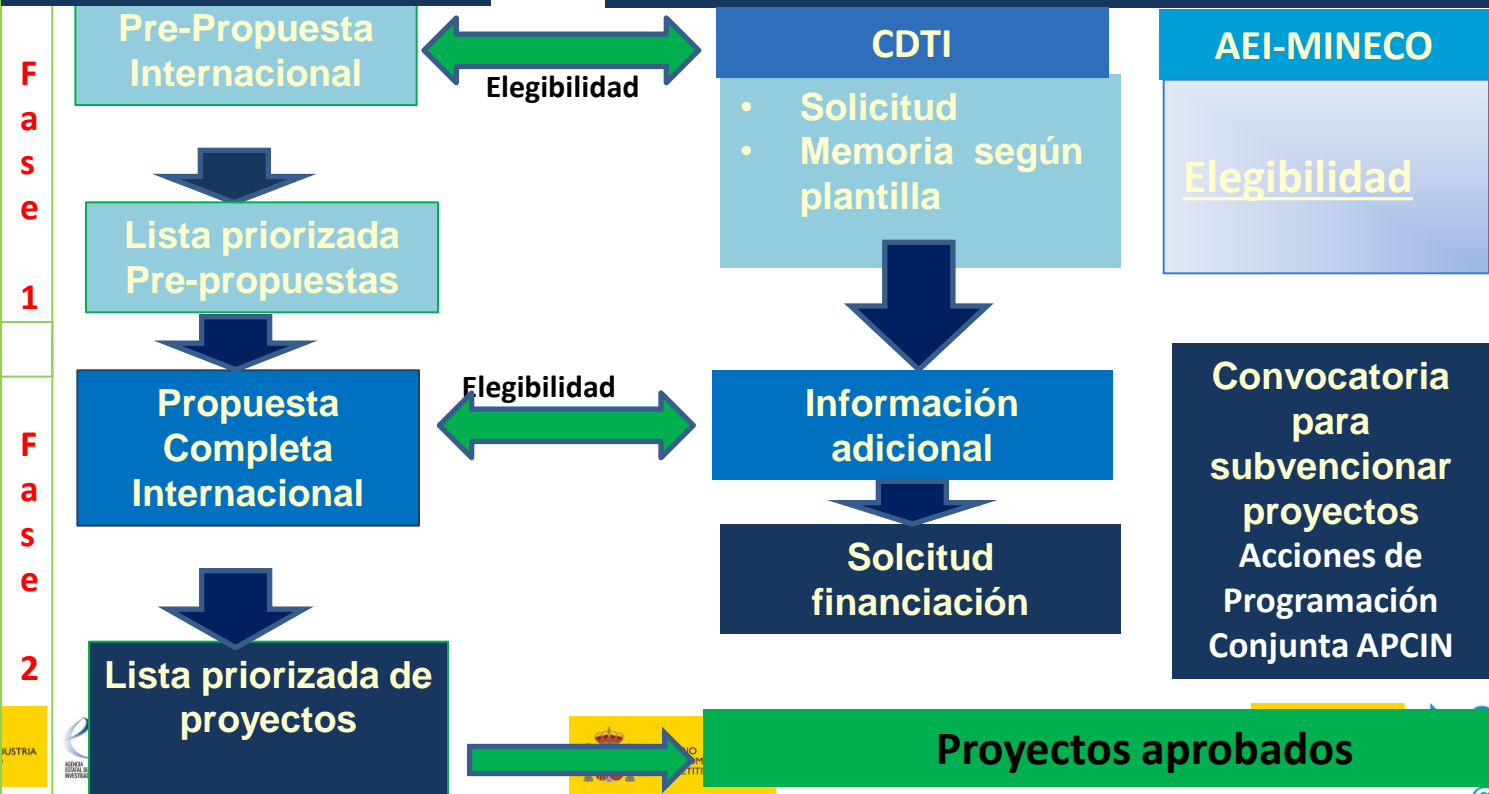 Fase 1
Pre-Propuesta
Internacional
Elegibilidad
CDTI
AEI-MINECO
• Solicitud
• Memoria según
plantilla
Elegibilidad
Lista priorizada
Pre-propuestas
Fase 2
Propuesta
Completa
Internacional
Elegibilidad
Información
adicional
Convocatoria
para
subvencionar
proyectos
Acciones de
Programación
Conjunta APCIN
Solcitud
financiación
Lista priorizada de
proyectos
Proyectos aprobados